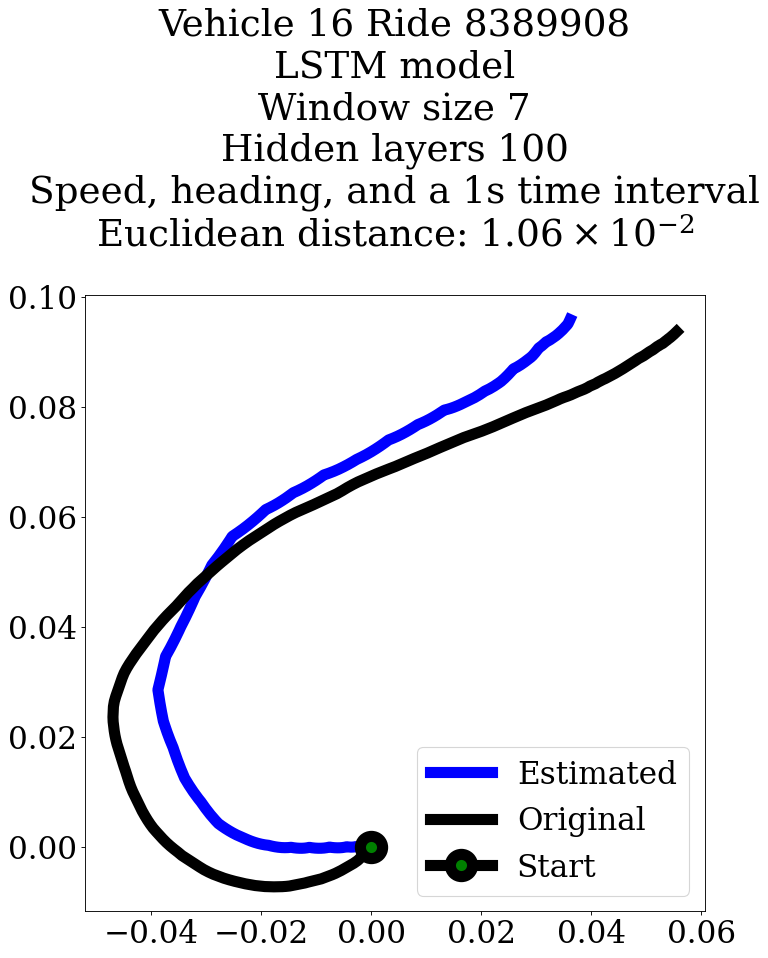 Vehicle 16 Ride 8389908
LSTM model
Window size 7
Hidden layers 100
Speed, heading, and a 1s time interval
Euclidean distance: 1.06 × 10⁻²
0.10
0.08
0.06
0.04
0.02
0.00
Estimated
Original
Start
−0.04 −0.02 0.00 0.02 0.04 0.06